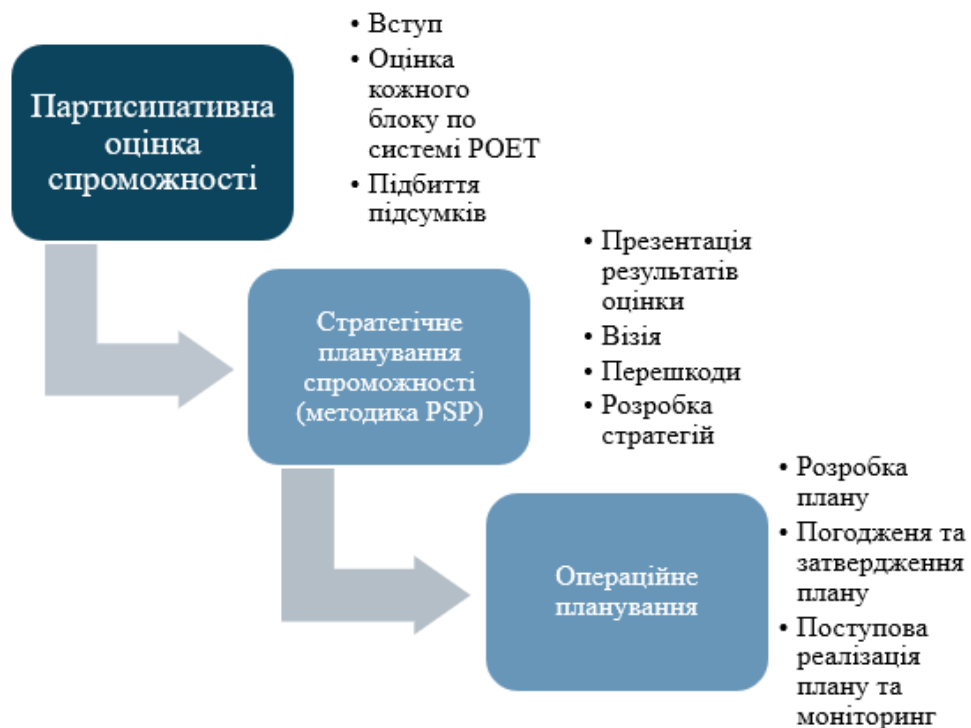 Партисипативна
оцінка
спроможності
• Вступ
• Оцінка
кожного
блоку по
системі POET
• Підбиття
підсумків
Стратегічне
планування
спроможності
(методика PSP)
• Презентація
результатів
оцінки
• Візія
• Перешкоди
• Розробка
стратегій
Операційне
планування
• Розробка
плану
• Погодженя та
затвердження
плану
• Поступова
реалізація
плану та
моніторинг